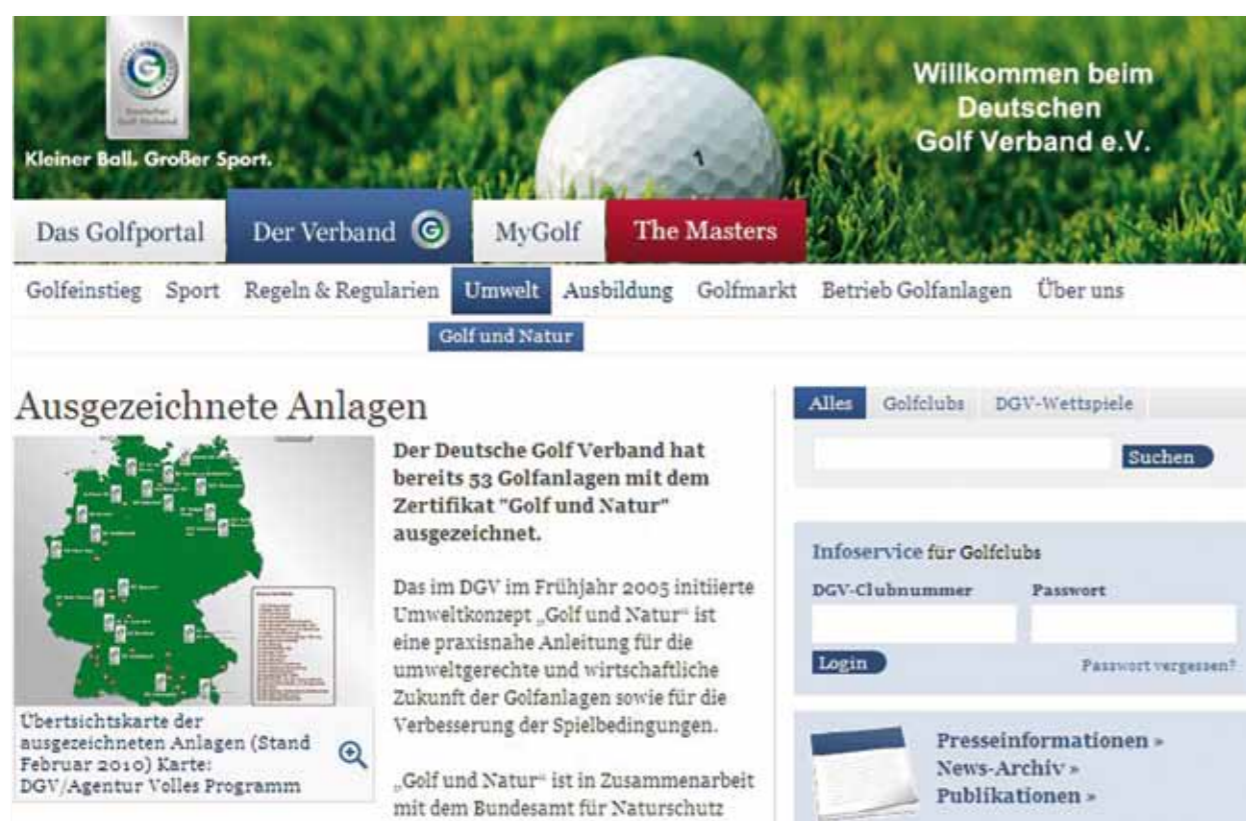 Deutscher
Golf Verband
Kleiner Ball. Großer Sport.
1
Willkommen beim
Deutschen
Golf Verband e.V.
Das Golfportal Der Verband G MyGolf The Masters
Golfeinstieg Sport Regeln & Regularien Umwelt Ausbildung Golfmarkt Betrieb Golfanlagen Über uns
Golf und Natur
Ausgezeichnete Anlagen
Übertsichtskarte der
ausgezeichneten Anlagen (Stand
Februar 2010) Karte:
DGV/Agentur Volles Programm
Der Deutsche Golf Verband hat
bereits 53 Golfanlagen mit dem
Zertifikat "Golf und Natur"
ausgezeichnet.
Das im DGV im Frühjahr 2005 initiierte
Umweltkonzept „Golf und Natur“ ist
eine praxisnahe Anleitung für die
umweltgerechte und wirtschaftliche
Zukunft der Golfanlagen sowie für die
Verbesserung der Spielbedingungen.
„Golf und Natur“ ist in Zusammenarbeit
mit dem Bundesamt für Naturschutz
Alles Golfclubs DGV-Wettspiele
Suchen
Infoservice für Golfclubs
DGV-Clubnummer Passwort
Login Passwort vergessen?
Presseinformationen »
News-Archiv »
Publikationen »